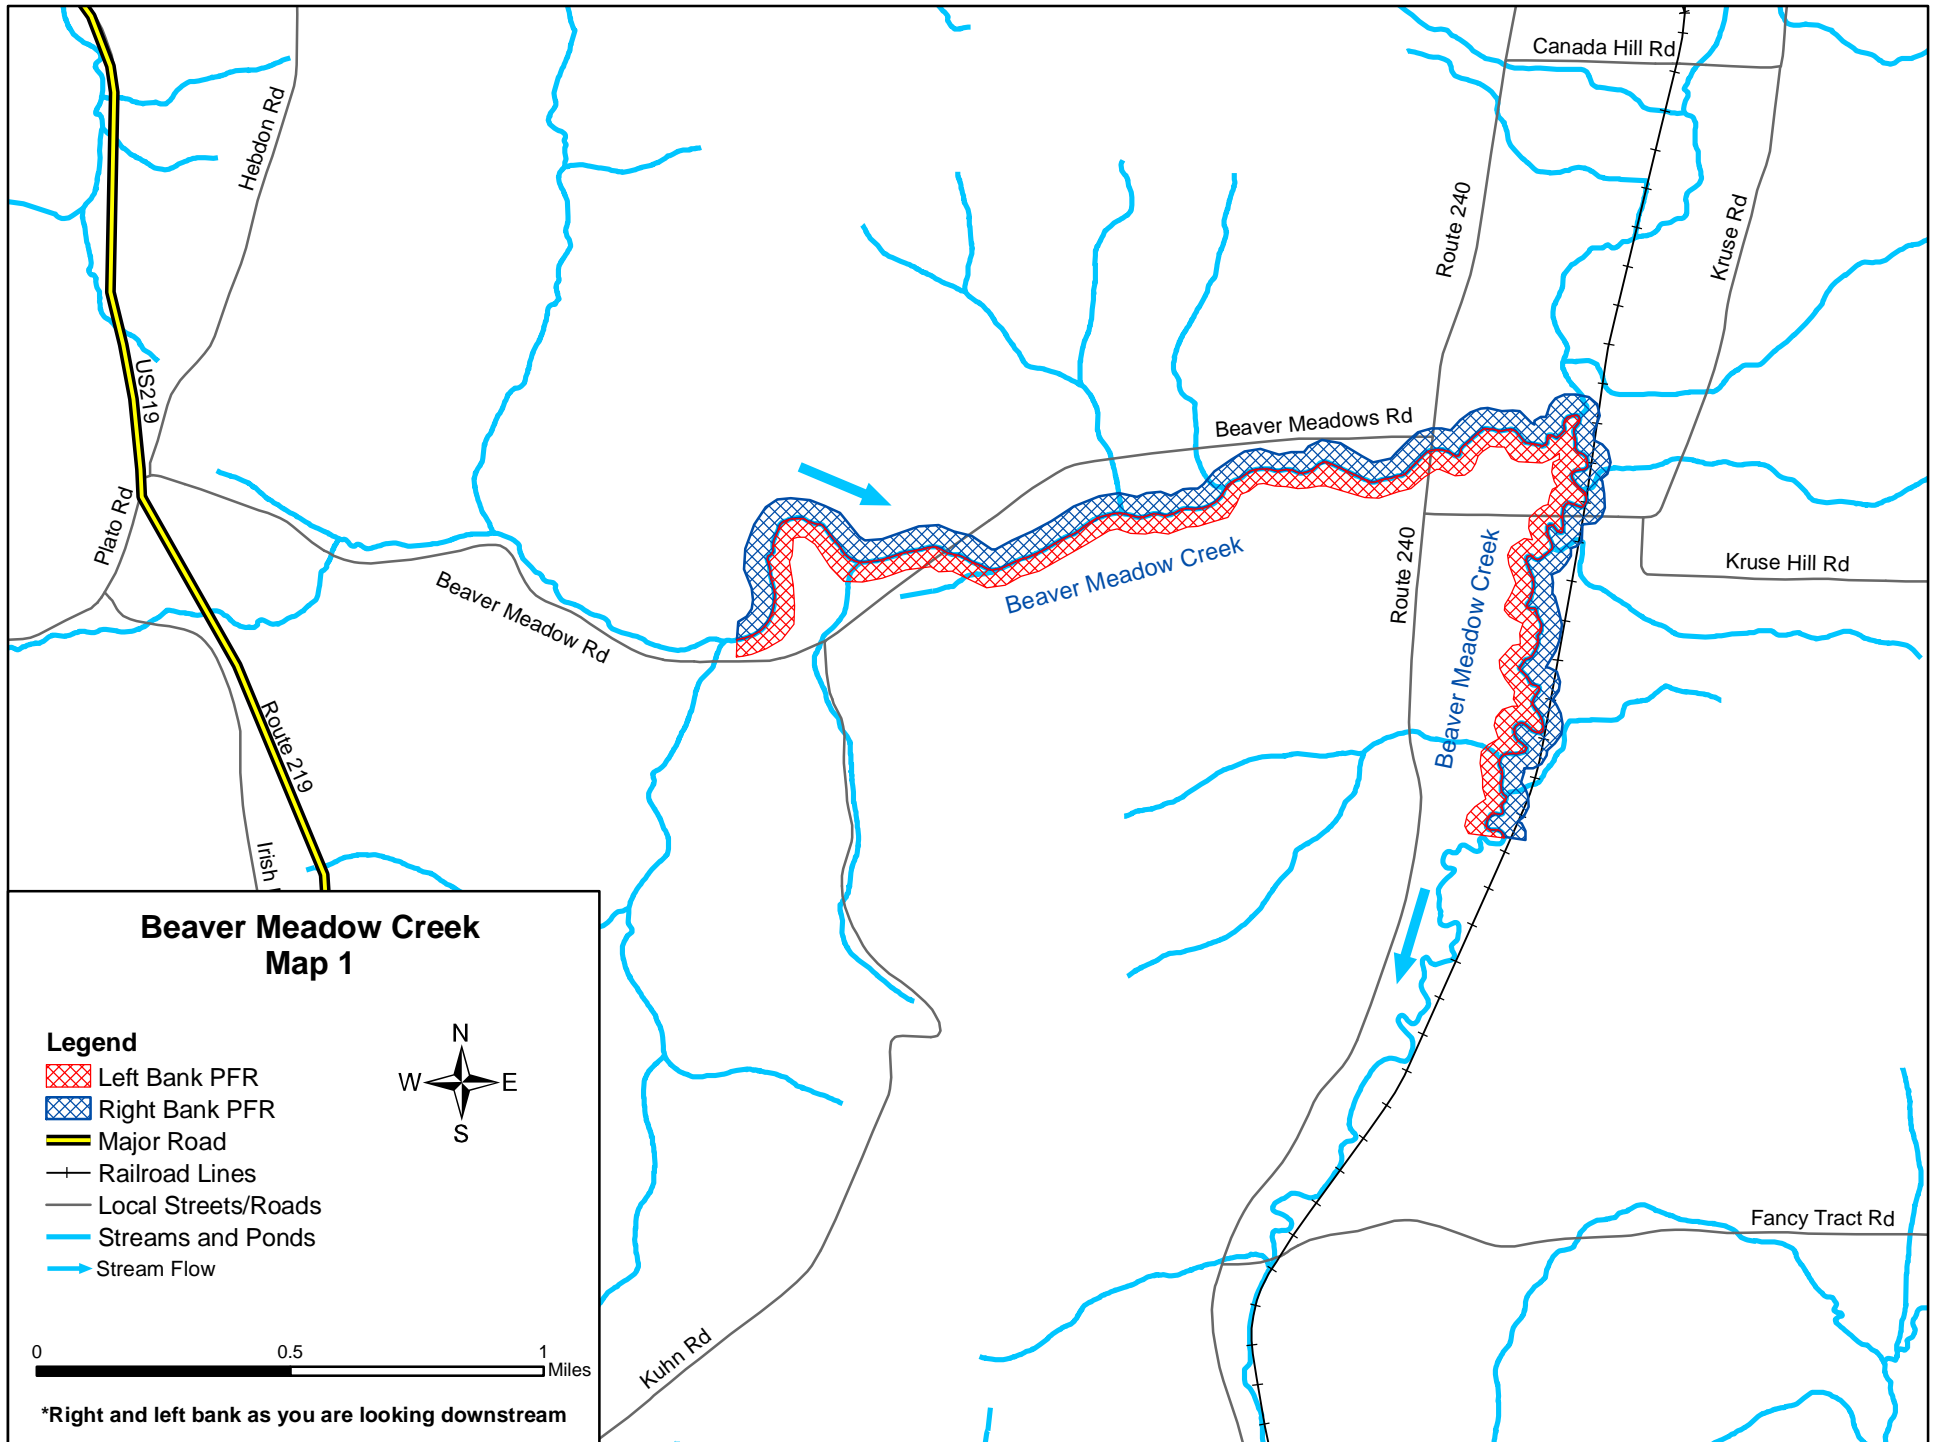 Canada Hill Rd
Hebdon Rd
Route 240
Kruse Rd
US219
Beaver Meadows Rd
Plato Rd
Beaver Meadow Rd
Beaver Meadow Creek
Route 240
Beaver Meadow Creek
Kruse Hill Rd
Route 219
Irish
Fancy Tract Rd
Kuhn Rd
Beaver Meadow Creek
Map 1
Legend
Left Bank PFR
Right Bank PFR
Major Road
Railroad Lines
Local Streets/Roads
Streams and Ponds
Stream Flow
N
W
E
S
0
0.5
1
Miles
*Right and left bank as you are looking downstream